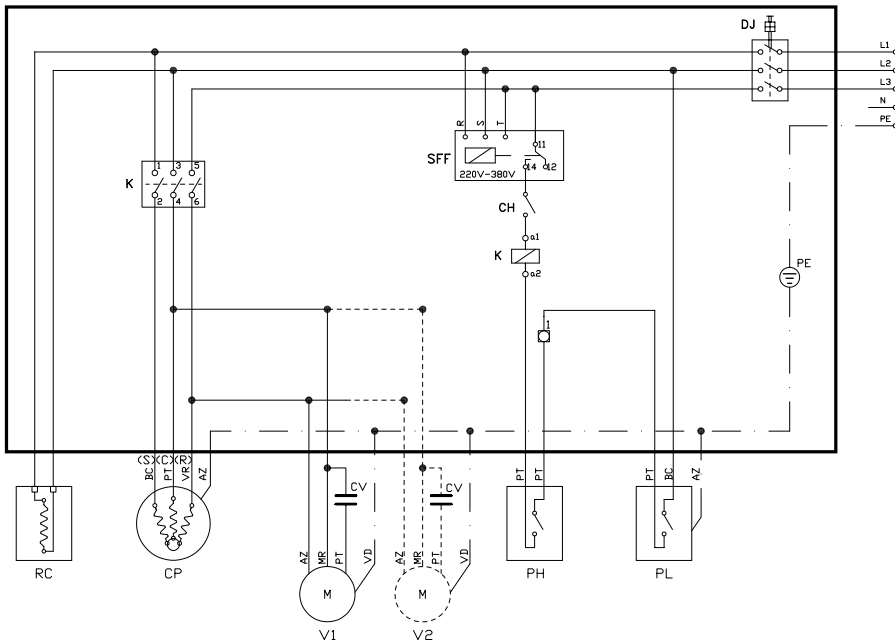 DJ
L1
L2
L3
N
PE
R S T
SFF
11
14 12
220V-380V
1 3 5
K
2 4 6
CH
a1
K
a2
PE
1
(S)(C)(R)
BC PT VR AZ
PT PT
PT BC AZ
CV
CV
AZ MR PT VD
AZ MR PT VD
RC
CP
PH
PL
M
M
V1
V2